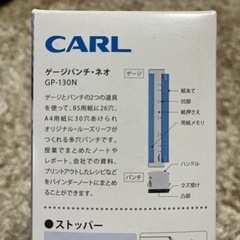 CARL
ゲージパンチ・ネオ
GP-130N
ゲージとパンチの2つの道具
を使って、B5用紙に26穴、
A4用紙に30穴あけられ
オリジナル・ルーズリーフが
つくれる多穴パンチです。
授業でまとめたノートや
レポート、会社での資料、
プリントアウトしたレシピなど
をバインダーノートにまとめ
ることができます。
ゲージ
紙あて
凹部
紙押さえ
用紙メモリ
ハンドル
パンチ
クズ受け
凸部
●ストッパー